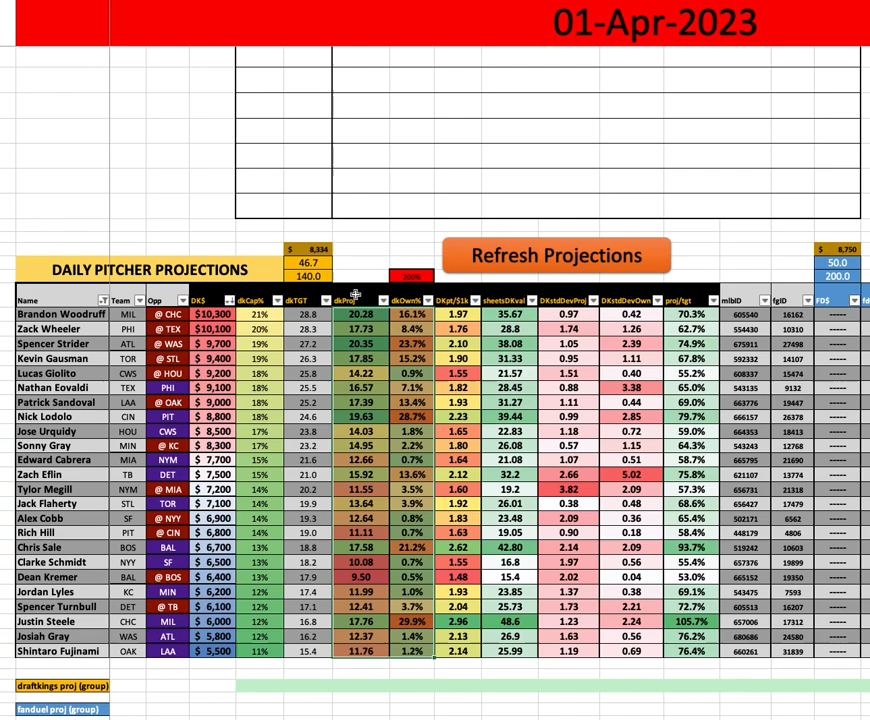 01-Apr-2023
$ 8,334 $ 8,750
DAILY PITCHER PROJECTIONS 46.7 Refresh Projections 50.0
140.0 200% 200.0
Name Team Opp DK$ dkCap% dkTGT dkProj dkOwn% DKpt/$1k sheetsDKval DKstdDevProj DKstdDevOwn proj/tgt mlbID fgID FD$
Brandon Woodruff MIL @ CHC $10,300 21% 28.8 20.28 16.1% 1.97 35.67 0.97 0.42 70.3% 605540 16162 -----
Zack Wheeler PHI @ TEX $10,100 20% 28.3 17.73 8.4% 1.76 28.8 1.74 1.26 62.7% 554430 10310 -----
Spencer Strider ATL @ WAS $ 9,700 19% 27.2 20.35 23.7% 2.10 38.08 1.05 2.39 74.9% 675911 27498 -----
Kevin Gausman TOR @ STL $ 9,400 19% 26.3 17.85 15.2% 1.90 31.33 0.95 1.11 67.8% 592332 14107 -----
Lucas Giolito CWS @ HOU $ 9,200 18% 25.8 14.22 0.9% 1.55 21.57 1.51 0.40 55.2% 608337 15474 -----
Nathan Eovaldi TEX PHI $ 9,100 18% 25.5 16.57 7.1% 1.82 28.45 0.88 3.38 65.0% 543135 9132 -----
Patrick Sandoval LAA @ OAK $ 9,000 18% 25.2 17.39 13.4% 1.93 31.27 1.11 0.44 69.0% 663776 19447 -----
Nick Lodolo CIN PIT $ 8,800 18% 24.6 19.63 28.7% 2.23 39.44 0.99 2.85 79.7% 666157 26378 -----
Jose Urquidy HOU CWS $ 8,500 17% 23.8 14.03 1.8% 1.65 22.83 1.18 0.72 59.0% 664353 18413 -----
Sonny Gray MIN @ KC $ 8,300 17% 23.2 14.95 2.2% 1.80 26.08 0.57 1.15 64.3% 543243 12768 -----
Edward Cabrera MIA NYM $ 7,700 15% 21.6 12.66 0.7% 1.64 21.08 1.07 0.51 58.7% 665795 21690 -----
Zach Eflin TB DET $ 7,500 15% 21.0 15.92 13.6% 2.12 32.2 2.66 5.02 75.8% 621107 13774 -----
Tylor Megill NYM @ MIA $ 7,200 14% 20.2 11.55 3.5% 1.60 19.2 3.82 2.09 57.3% 656731 21318 -----
Jack Flaherty STL TOR $ 7,100 14% 19.9 13.64 3.9% 1.92 26.01 0.38 0.48 68.6% 656427 17479 -----
Alex Cobb SF @ NYY $ 6,900 14% 19.3 12.64 0.8% 1.83 23.48 2.09 0.36 65.4% 502171 6562 -----
Rich Hill PIT @ CIN $ 6,800 14% 19.0 11.11 0.7% 1.63 19.05 0.90 0.18 58.4% 448179 4806 -----
Chris Sale BOS BAL $ 6,700 13% 18.8 17.58 21.2% 2.62 42.80 2.14 2.09 93.7% 519242 10603 -----
Clarke Schmidt NYY SF $ 6,500 13% 18.2 10.08 0.7% 1.55 16.8 1.97 0.56 55.4% 657376 19899 -----
Dean Kremer BAL @ BOS $ 6,400 13% 17.9 9.50 0.5% 1.48 15.4 2.02 0.04 53.0% 665152 19350 -----
Jordan Lyles KC MIN $ 6,200 12% 17.4 11.99 1.0% 1.93 23.85 1.37 0.38 69.1% 543475 7593 -----
Spencer Turnbull DET @ TB $ 6,100 12% 17.1 12.41 3.7% 2.04 25.73 1.73 2.21 72.7% 605513 16207 -----
Justin Steele CHC MIL $ 6,000 12% 16.8 17.76 29.9% 2.96 48.6 1.23 2.24 105.7% 657006 17312 -----
Josiah Gray WAS ATL $ 5,800 12% 16.2 12.37 1.4% 2.13 26.9 1.63 0.56 76.2% 680686 24580 -----
Shintaro Fujinami OAK LAA $ 5,500 11% 15.4 11.76 1.2% 2.14 25.99 1.19 0.69 76.4% 660261 31839 -----
draftkings proj (group)
fanduel proj (group)